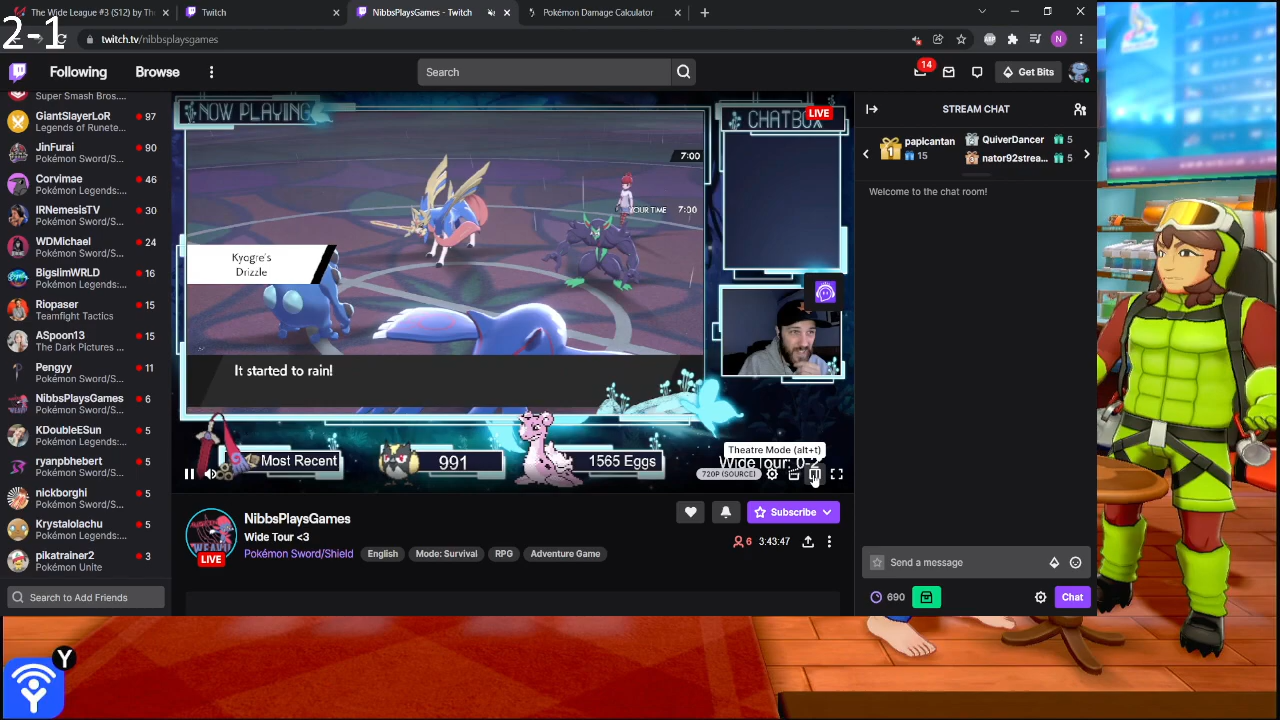 The Wide League #3 (S12) by Th
Twitch
NibbsPlaysGames - Twitch
Pokémon Damage Calculator
2-1
twitch.tv/nibbsplaysgames
N
Following
Browse
Search
14
Get Bits
Super Smash Bros....
GiantSlayerLoR
97
Legends of Runete...
JinFurai
90
Pokémon Sword/S...
Corvimae
46
Pokémon Legends:...
IRNemesisTV
30
Pokémon Sword/S...
WDMichael
24
Pokémon Sword/S...
BigslimWRLD
16
Pokémon Legends:...
Riopaser
15
Teamfight Tactics
ASpoon13
15
The Dark Pictures ...
Pengyy
11
Pokémon Legends:...
NibbsPlaysGames
6
Pokémon Sword/S...
KDoubleESun
5
Pokémon Legends:...
ryanphebert
5
Pokémon Sword/S...
nickborghi
5
Pokémon Sword/S...
Krystalolachu
5
Pokémon Legends:...
pikatrainer2
3
Pokémon Unite
Search to Add Friends
NOW PLAYING
CHATBOX
LIVE
7:00
YOUR TIME 7:00
Kyogre's
Drizzle
It started to rain!
Most Recent
991
1565 Eggs
Theatre Mode (alt+t)
Wide Tour: 0-2
720P (SOURCE)
NibbsPlaysGames
Wide Tour <3
Pokémon Sword/Shield
English
Mode: Survival
RPG
Adventure Game
LIVE
Subscribe
6
3:43:47
STREAM CHAT
1
papicantan
15
QuiverDancer
5
nator92strea...
5
Welcome to the chat room!
Send a message
690
Chat
Y